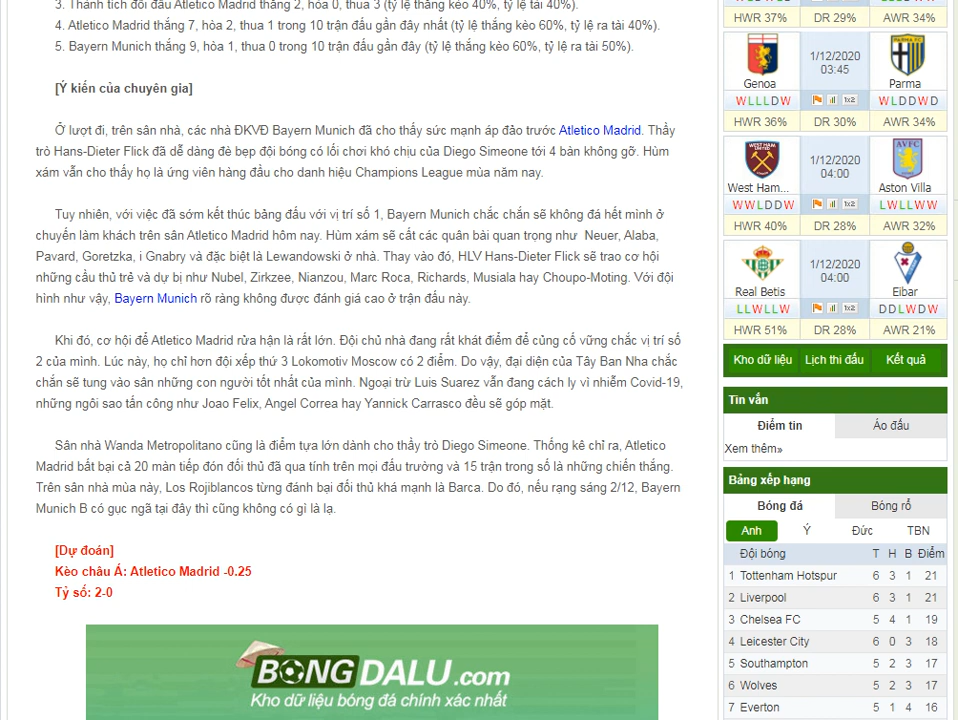 3. Thành tích đối đầu Atletico Madrid thắng 2, hòa 0, thua 3 (tỷ lệ thắng kèo 40%, tỷ lệ tài 40%).
4. Atletico Madrid thắng 7, hòa 2, thua 1 trong 10 trận đấu gần đây nhất (tỷ lệ thắng kèo 60%, tỷ lệ ra tài 40%).
5. Bayern Munich thắng 9, hòa 1, thua 0 trong 10 trận đấu gần đây (tỷ lệ thắng kèo 60%, tỷ lệ ra tài 50%).
[Ý kiến của chuyên gia]
Ở lượt đi, trên sân nhà, các nhà ĐKVĐ Bayern Munich đã cho thấy sức mạnh áp đảo trước Atletico Madrid. Thầy
trò Hans-Dieter Flick đã dễ dàng đè bẹp đội bóng có lối chơi khó chịu của Diego Simeone tới 4 bàn không gỡ. Hùm
xám vẫn cho thấy họ là ứng viên hàng đầu cho danh hiệu Champions League mùa năm nay.
Tuy nhiên, với việc đã sớm kết thúc bảng đấu với vị trí số 1, Bayern Munich chắc chắn sẽ không đá hết mình ở
chuyến làm khách trên sân Atletico Madrid hôm nay. Hùm xám sẽ cất các quân bài quan trọng như Neuer, Alaba,
Pavard, Goretzka, i Gnabry và đặc biệt là Lewandowski ở nhà. Thay vào đó, HLV Hans-Dieter Flick sẽ trao cơ hội
những cầu thủ trẻ và dự bị như Nubel, Zirkzee, Nianzou, Marc Roca, Richards, Musiala hay Choupo-Moting. Với đội
hình như vậy, Bayern Munich rõ ràng không được đánh giá cao ở trận đấu này.
Khi đó, cơ hội để Atletico Madrid rửa hận là rất lớn. Đội chủ nhà đang rất khát điểm để củng cố vững chắc vị trí số
2 của mình. Lúc này, họ chỉ hơn đội xếp thứ 3 Lokomotiv Moscow có 2 điểm. Do vậy, đại diện của Tây Ban Nha chắc
chắn sẽ tung vào sân những con người tốt nhất của mình. Ngoại trừ Luis Suarez vẫn đang cách ly vì nhiễm Covid-19,
những ngôi sao tấn công như Joao Felix, Angel Correa hay Yannick Carrasco đều sẽ góp mặt.
Sân nhà Wanda Metropolitano cũng là điểm tựa lớn dành cho thầy trò Diego Simeone. Thống kê chỉ ra, Atletico
Madrid bất bại cả 20 màn tiếp đón đối thủ đã qua tính trên mọi đấu trường và 15 trận trong số là những chiến thắng.
Trên sân nhà mùa này, Los Rojiblancos từng đánh bại đối thủ khá mạnh là Barca. Do đó, nếu rạng sáng 2/12, Bayern
Munich B có gục ngã tại đây thì cũng không có gì là lạ.
[Dự đoán]
Kèo châu Á: Atletico Madrid -0.25
Tỷ số: 2-0
BONGDALU.com
Kho dữ liệu bóng đá chính xác nhất
HWR 37% DR 29% AWR 34%
1/12/2020
03:45
Genoa Parma
WLLLDW 1x2 WLDDWD
HWR 36% DR 30% AWR 34%
1/12/2020
04:00
West Ham... Aston Villa
WWLDDW 1x2 LWLLWW
HWR 40% DR 28% AWR 32%
1/12/2020
04:00
Real Betis Eibar
LLWLLW 1x2 DDLWDW
HWR 51% DR 28% AWR 21%
Kho dữ liệu Lịch thi đấu Kết quả
Tin vắn
Điểm tin Áo đấu
Xem thêm»
Bảng xếp hạng
Bóng đá Bóng rổ
Anh Ý Đức TBN
Đội bóng T H B Điểm
1 Tottenham Hotspur 6 3 1 21
2 Liverpool 6 3 1 21
3 Chelsea FC 5 4 1 19
4 Leicester City 6 0 3 18
5 Southampton 5 2 3 17
6 Wolves 5 2 3 17
7 Everton 5 1 4 16